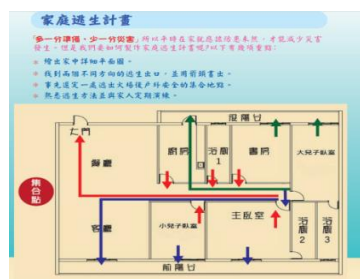 家庭逃生計畫
「多一分準備，少一分災害」所以平時在家就應該偕患未然，才能減少災害
發生。但是我們要如何製作家庭逃生計畫呢？以下有幾項重點：
繪出家中詳細平面圖。
找到兩個不同方向的逃生出口，並用箭頭畫出。
事先選定一處逃出火場後戶外安全的集合地點。
熟悉逃生方法並與家人定期演練。
後陽台
大門
廚房
浴廁1
書房
大兒子臥室
餐廳
集合點
客廳
小兒子臥室
主臥室
浴廁2
浴廁3
前陽台